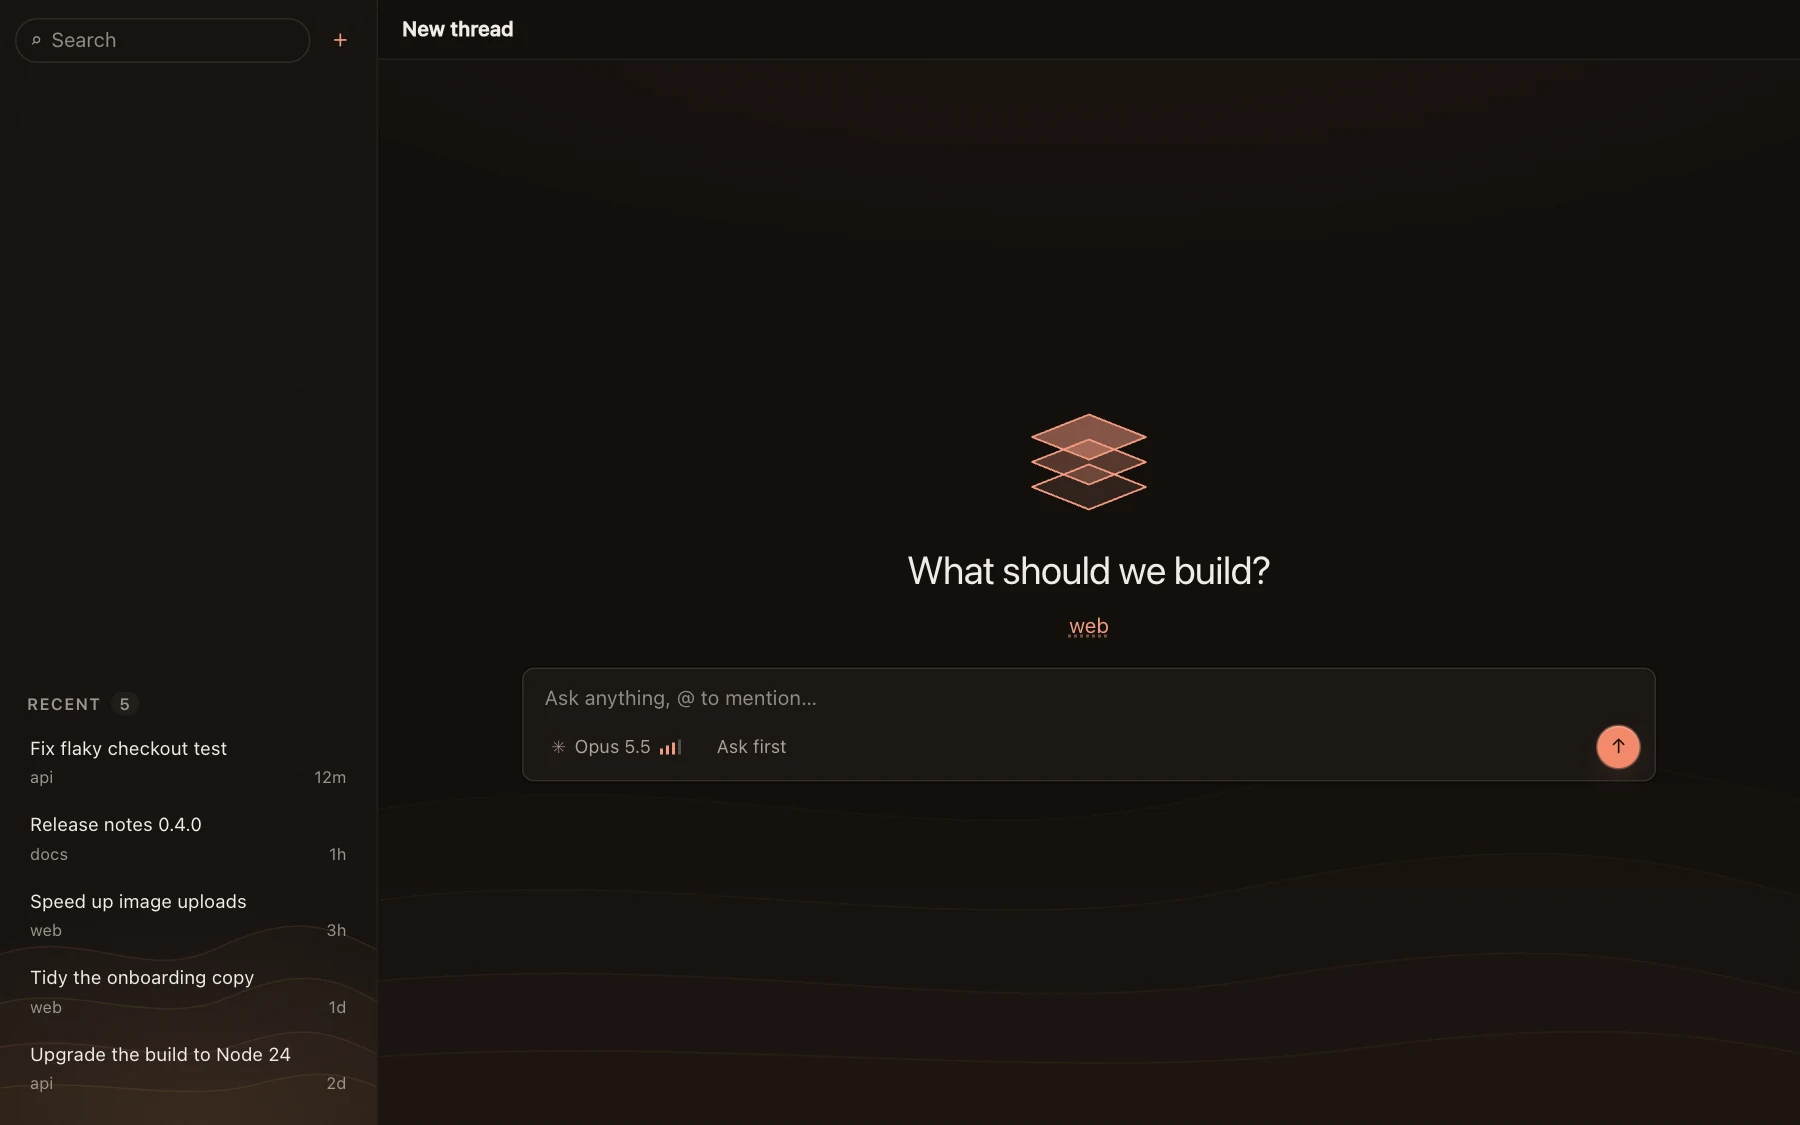 Search
+
New thread
What should we build?
web
Ask anything, @ to mention...
Opus 5.5
Ask first
RECENT 5
Fix flaky checkout test
api 12m
Release notes 0.4.0
docs 1h
Speed up image uploads
web 3h
Tidy the onboarding copy
web 1d
Upgrade the build to Node 24
api 2d